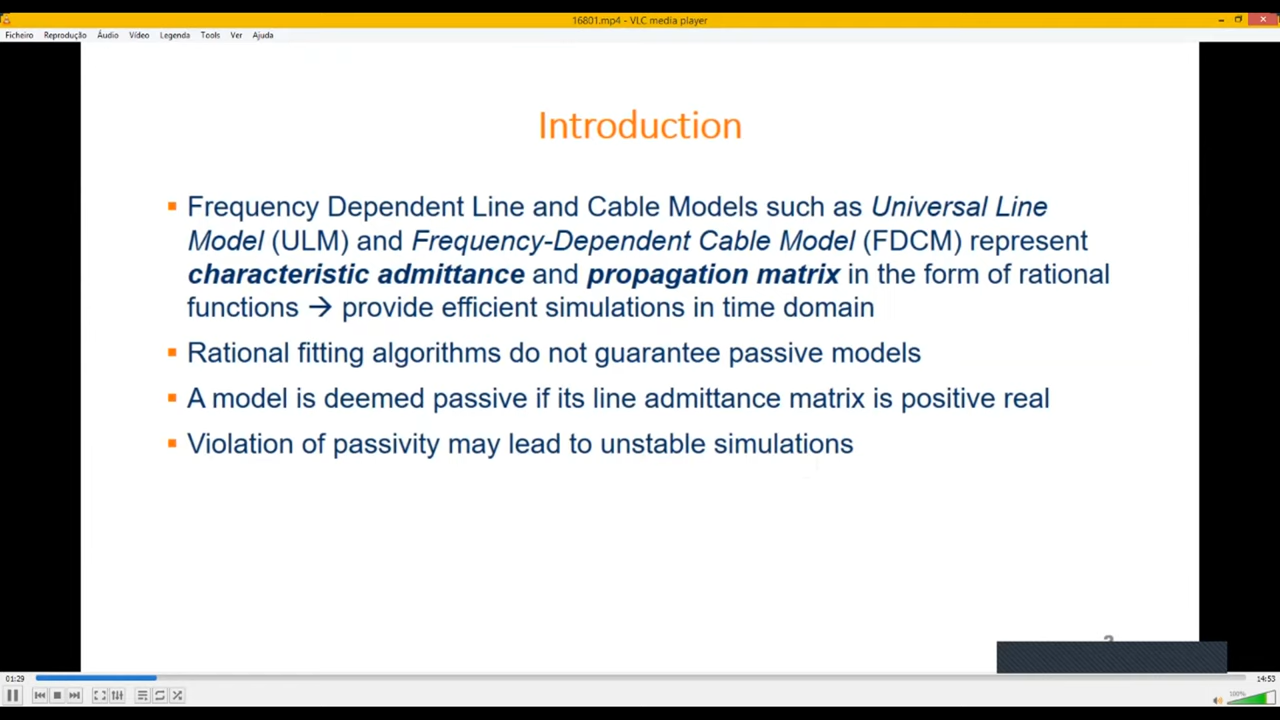 16801.mp4 - VLC media player
Ficheiro Reprodução Áudio Vídeo Legenda Tools Ver Ajuda
Introduction
Frequency Dependent Line and Cable Models such as Universal Line
Model (ULM) and Frequency-Dependent Cable Model (FDCM) represent
characteristic admittance and propagation matrix in the form of rational
functions → provide efficient simulations in time domain
Rational fitting algorithms do not guarantee passive models
A model is deemed passive if its line admittance matrix is positive real
Violation of passivity may lead to unstable simulations
01:29 14:53
100%